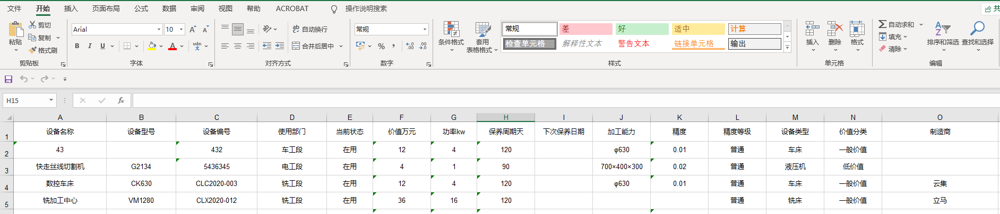 文件 开始 插入 页面布局 公式 数据 审阅 视图 帮助 ACROBAT 操作说明搜索 共
剪切
复制
格式刷
粘贴
剪贴板
Arial 10 A A
B I U A wén 文
字体
ab 自动换行
合并后居中
对齐方式
常规
% , .00 .0
数字
条件格式
套用
表格格式
常规 差 好 适中 计算
检查单元格 解释性文本 警告文本 链接单元格 输出
样式
插入 删除 格式
单元格
自动求和
填充
清除
排序和筛选 查找和选择
编辑
H15 fx
A B C D E F G H I J K L M N O
1 设备名称 设备型号 设备编号 使用部门 当前状态 价值万元 功率kw 保养周期天 下次保养日期 加工能力 精度 精度等级 设备类型 价值分类 制造商
2 43 432 车工段 在用 12 4 120 φ630 0.01 普通 车床 一般价值
3 快走丝线切割机 G2134 5436345 电工段 在用 4 1 90 700×400×300 0.02 普通 液压机 低价值
4 数控车床 CK630 CLC2020-003 铣工段 在用 12 4 120 φ630 0.01 普通 车床 一般价值 云集
5 铣加工中心 VM1280 CLX2020-012 铣工段 在用 36 16 120 普通 铣床 一般价值 立马